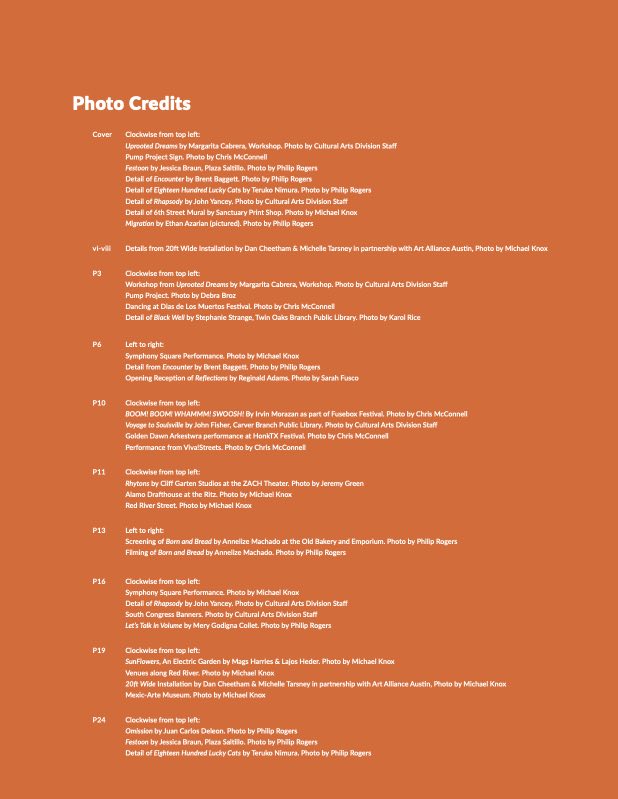 Photo Credits
Cover Clockwise from top left:
Uprooted Dreams by Margarita Cabrera, Workshop. Photo by Cultural Arts Division Staff
Pump Project Sign. Photo by Chris McConnell
Festoon by Jessica Braun, Plaza Saltillo. Photo by Philip Rogers
Detail of Encounter by Brent Baggett. Photo by Philip Rogers
Detail of Eighteen Hundred Lucky Cats by Teruko Nimura. Photo by Philip Rogers
Detail of Rhapsody by John Yancey. Photo by Cultural Arts Division Staff
Detail of 6th Street Mural by Sanctuary Print Shop. Photo by Michael Knox
Migration by Ethan Azarian (pictured). Photo by Philip Rogers
vi-viii Details from 20ft Wide Installation by Dan Cheetham & Michelle Tarsney in partnership with Art Alliance Austin, Photo by Michael Knox
P3 Clockwise from top left:
Workshop from Uprooted Dreams by Margarita Cabrera, Workshop. Photo by Cultural Arts Division Staff
Pump Project. Photo by Debra Broz
Dancing at Dias de Los Muertos Festival. Photo by Chris McConnell
Detail of Black Well by Stephanie Strange, Twin Oaks Branch Public Library. Photo by Karol Rice
P6 Left to right:
Symphony Square Performance. Photo by Michael Knox
Detail from Encounter by Brent Baggett. Photo by Philip Rogers
Opening Reception of Reflections by Reginald Adams. Photo by Sarah Fusco
P10 Clockwise from top left:
BOOM! BOOM! WHAMMM! SWOOSH! By Irvin Morazan as part of Fusebox Festival. Photo by Chris McConnell
Voyage to Soulsville by John Fisher, Carver Branch Public Library. Photo by Cultural Arts Division Staff
Golden Dawn Arkestwra performance at HonkTX Festival. Photo by Chris McConnell
Performance from Viva!Streets. Photo by Chris McConnell
P11 Clockwise from top left:
Rhytons by Cliff Garten Studios at the ZACH Theater. Photo by Jeremy Green
Alamo Drafthouse at the Ritz. Photo by Michael Knox
Red River Street. Photo by Michael Knox
P13 Left to right:
Screening of Born and Bread by Annelize Machado at the Old Bakery and Emporium. Photo by Philip Rogers
Filming of Born and Bread by Annelize Machado. Photo by Philip Rogers
P16 Clockwise from top left:
Symphony Square Performance. Photo by Michael Knox
Detail of Rhapsody by John Yancey. Photo by Cultural Arts Division Staff
South Congress Banners. Photo by Cultural Arts Division Staff
Let's Talk in Volume by Mery Godigna Collet. Photo by Philip Rogers
P19 Clockwise from top left:
SunFlowers, An Electric Garden by Mags Harries & Lajos Heder. Photo by Michael Knox
Venues along Red River. Photo by Michael Knox
20ft Wide Installation by Dan Cheetham & Michelle Tarsney in partnership with Art Alliance Austin, Photo by Michael Knox
Mexic-Arte Museum. Photo by Michael Knox
P24 Clockwise from top left:
Omission by Juan Carlos Deleon. Photo by Philip Rogers
Festoon by Jessica Braun, Plaza Saltillo. Photo by Philip Rogers
Detail of Eighteen Hundred Lucky Cats by Teruko Nimura. Photo by Philip Rogers